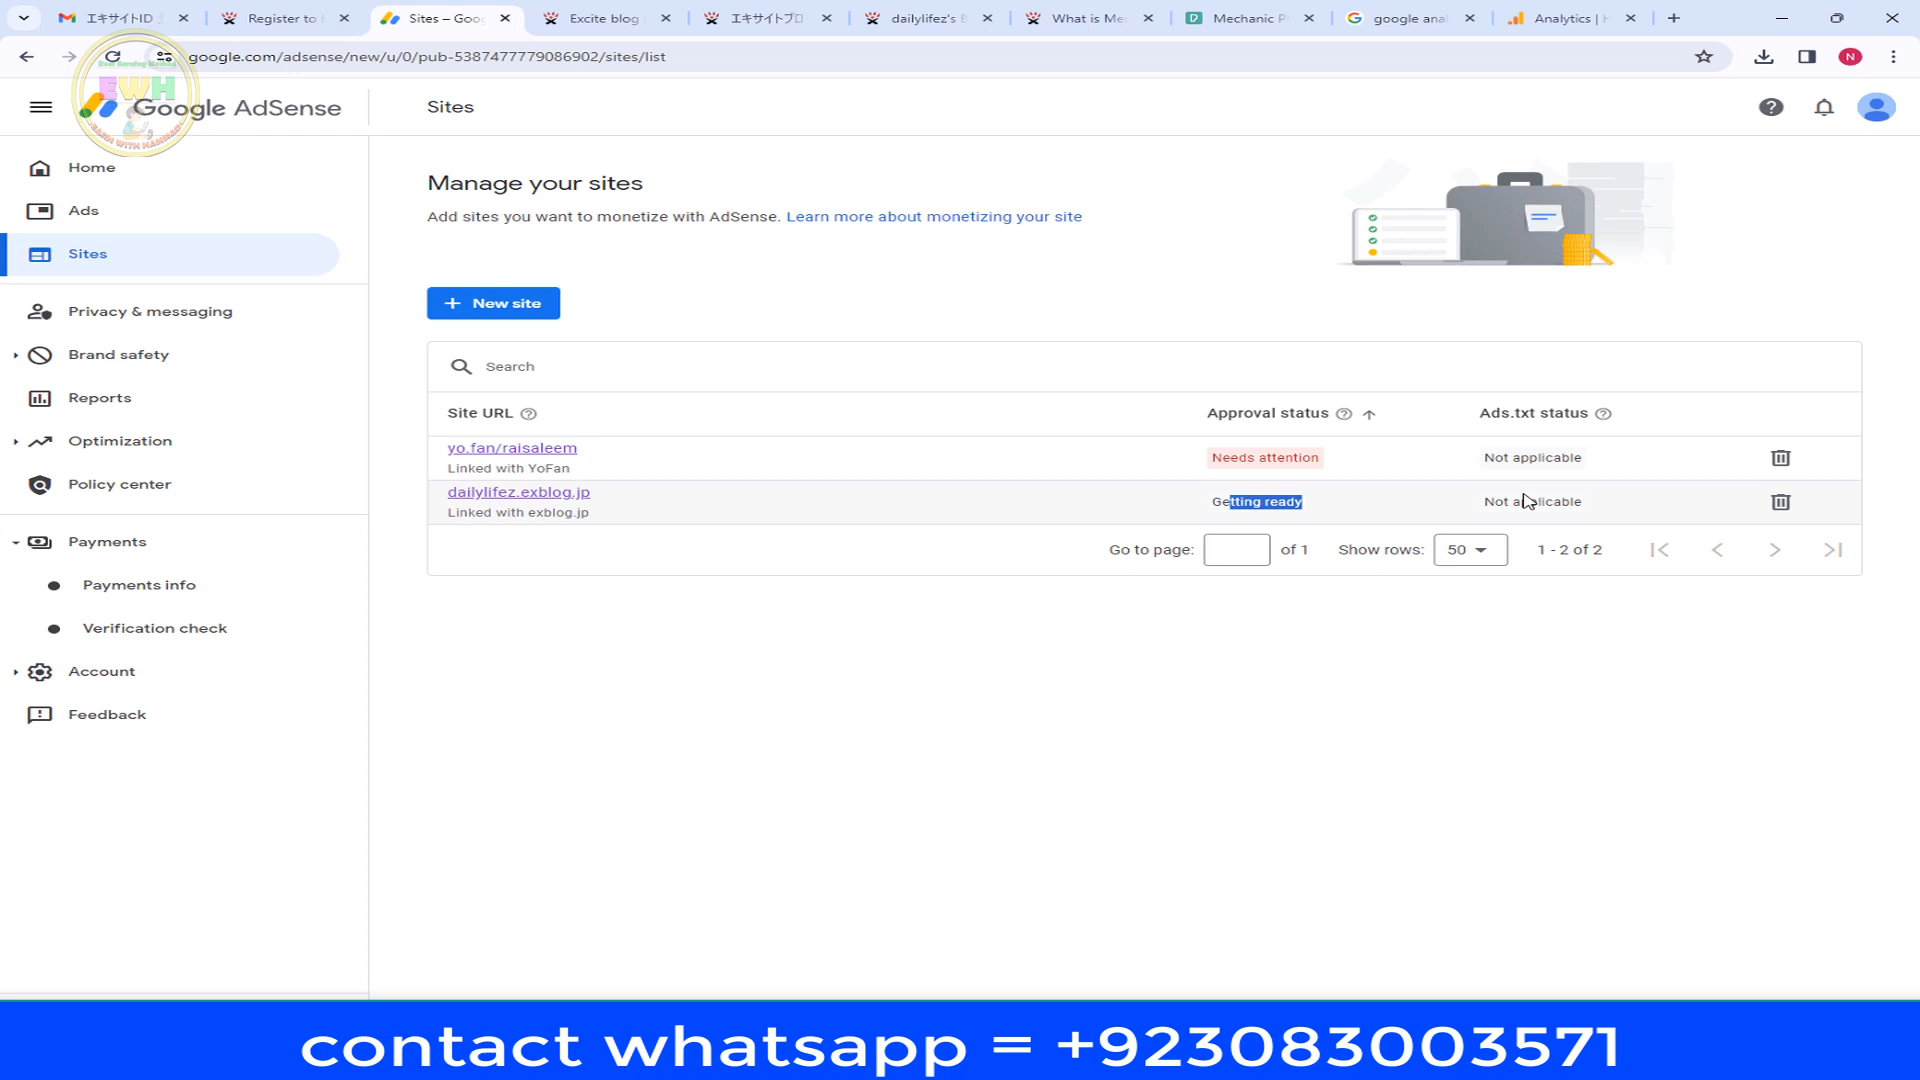 エキサイトID
Register to
Sites – Goo
Excite blog
エキサイトブロ
dailylifez's
What is Me
Mechanic P
google anal
Analytics | H
google.com/adsense/new/u/0/pub-5387477779086902/sites/list
N
EWH
LEARN WITH HAMMAD
Google AdSense
Sites
Home
Ads
Sites
Privacy & messaging
Brand safety
Reports
Optimization
Policy center
Payments
Payments info
Verification check
Account
Feedback
Manage your sites
Add sites you want to monetize with AdSense. Learn more about monetizing your site
+ New site
Search
Site URL
Approval status
Ads.txt status
yo.fan/raisaleem
Linked with YoFan
Needs attention
Not applicable
dailylifez.exblog.jp
Linked with exblog.jp
Getting ready
Not applicable
Go to page:
of 1
Show rows:
50
1 - 2 of 2
contact whatsapp = +923083003571